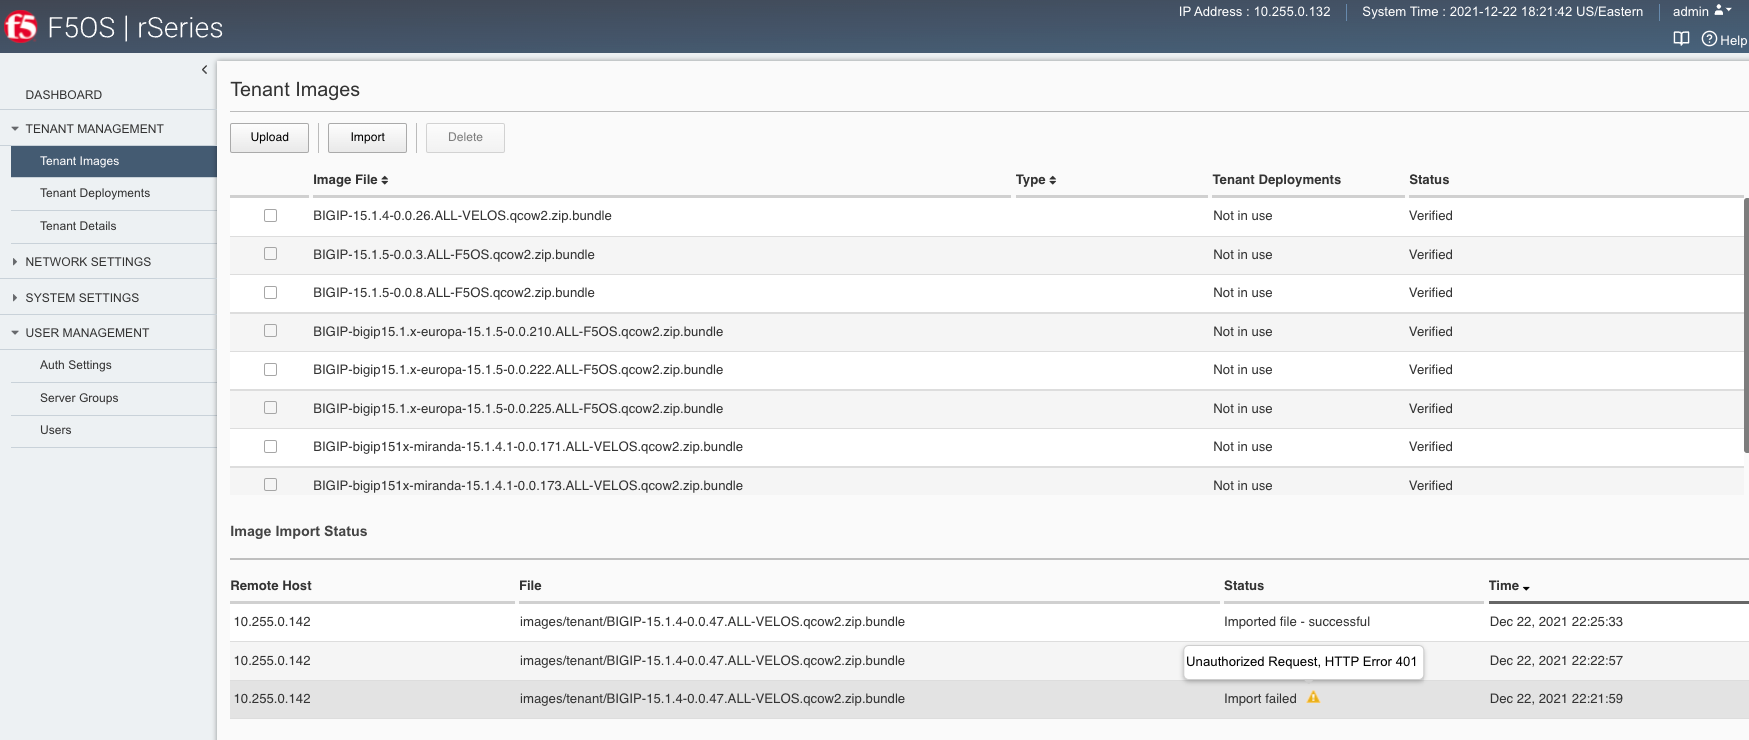 IP Address : 10.255.0.132 System Time : 2021-12-22 18:21:42 US/Eastern admin
f5 F5OS | rSeries
Help
DASHBOARD
TENANT MANAGEMENT
Tenant Images
Tenant Deployments
Tenant Details
NETWORK SETTINGS
SYSTEM SETTINGS
USER MANAGEMENT
Auth Settings
Server Groups
Users
Tenant Images
Upload Import Delete
Image File Type Tenant Deployments Status
BIGIP-15.1.4-0.0.26.ALL-VELOS.qcow2.zip.bundle Not in use Verified
BIGIP-15.1.5-0.0.3.ALL-F5OS.qcow2.zip.bundle Not in use Verified
BIGIP-15.1.5-0.0.8.ALL-F5OS.qcow2.zip.bundle Not in use Verified
BIGIP-bigip15.1.x-europa-15.1.5-0.0.210.ALL-F5OS.qcow2.zip.bundle Not in use Verified
BIGIP-bigip15.1.x-europa-15.1.5-0.0.222.ALL-F5OS.qcow2.zip.bundle Not in use Verified
BIGIP-bigip15.1.x-europa-15.1.5-0.0.225.ALL-F5OS.qcow2.zip.bundle Not in use Verified
BIGIP-bigip151x-miranda-15.1.4.1-0.0.171.ALL-VELOS.qcow2.zip.bundle Not in use Verified
BIGIP-bigip151x-miranda-15.1.4.1-0.0.173.ALL-VELOS.qcow2.zip.bundle Not in use Verified
Image Import Status
Remote Host File Status Time
10.255.0.142 images/tenant/BIGIP-15.1.4-0.0.47.ALL-VELOS.qcow2.zip.bundle Imported file - successful Dec 22, 2021 22:25:33
10.255.0.142 images/tenant/BIGIP-15.1.4-0.0.47.ALL-VELOS.qcow2.zip.bundle Unauthorized Request, HTTP Error 401 Dec 22, 2021 22:22:57
10.255.0.142 images/tenant/BIGIP-15.1.4-0.0.47.ALL-VELOS.qcow2.zip.bundle Import failed Dec 22, 2021 22:21:59